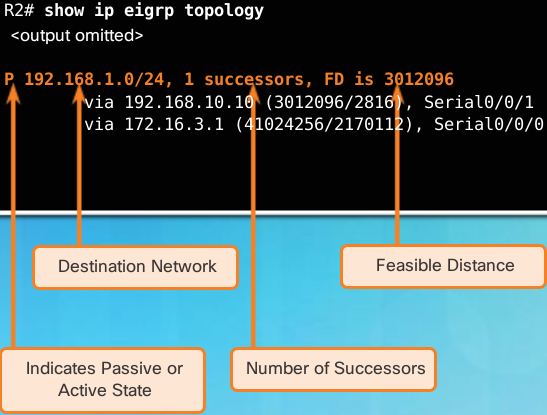 R2# show ip eigrp topology
<output omitted>
P 192.168.1.0/24, 1 successors, FD is 3012096
via 192.168.10.10 (3012096/2816), Serial0/0/1
via 172.16.3.1 (41024256/2170112), Serial0/0/0
Destination Network
Feasible Distance
Indicates Passive or
Active State
Number of Successors